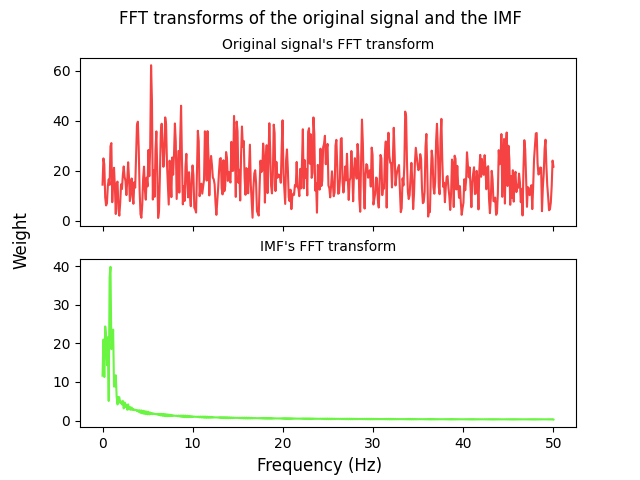 FFT transforms of the original signal and the IMF
Original signal's FFT transform
60
40
20
0
Weight
IMF's FFT transform
40
30
20
10
0
0 10 20 30 40 50
Frequency (Hz)